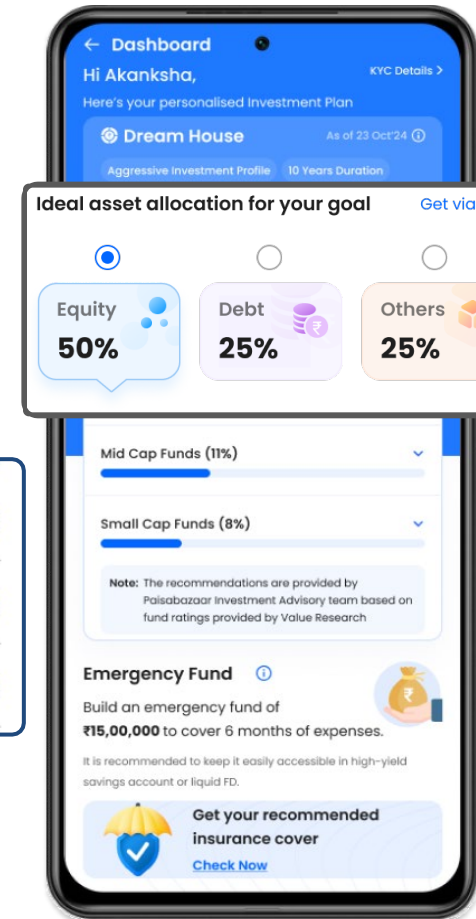 Dashboard
Hi Akanksha,
KYC Details >
Here's your personalised Investment Plan
Dream House
As of 23 Oct'24
Aggressive Investment Profile
10 Years Duration
Ideal asset allocation for your goal
Get via
Equity
50%
Debt
25%
Others
25%
Mid Cap Funds (11%)
Small Cap Funds (8%)
Note: The recommendations are provided by
Paisabazaar Investment Advisory team based on
fund ratings provided by Value Research
Emergency Fund
Build an emergency fund of
₹15,00,000 to cover 6 months of expenses.
It is recommended to keep it easily accessible in high-yield
savings account or liquid FD.
Get your recommended
insurance cover
Check Now